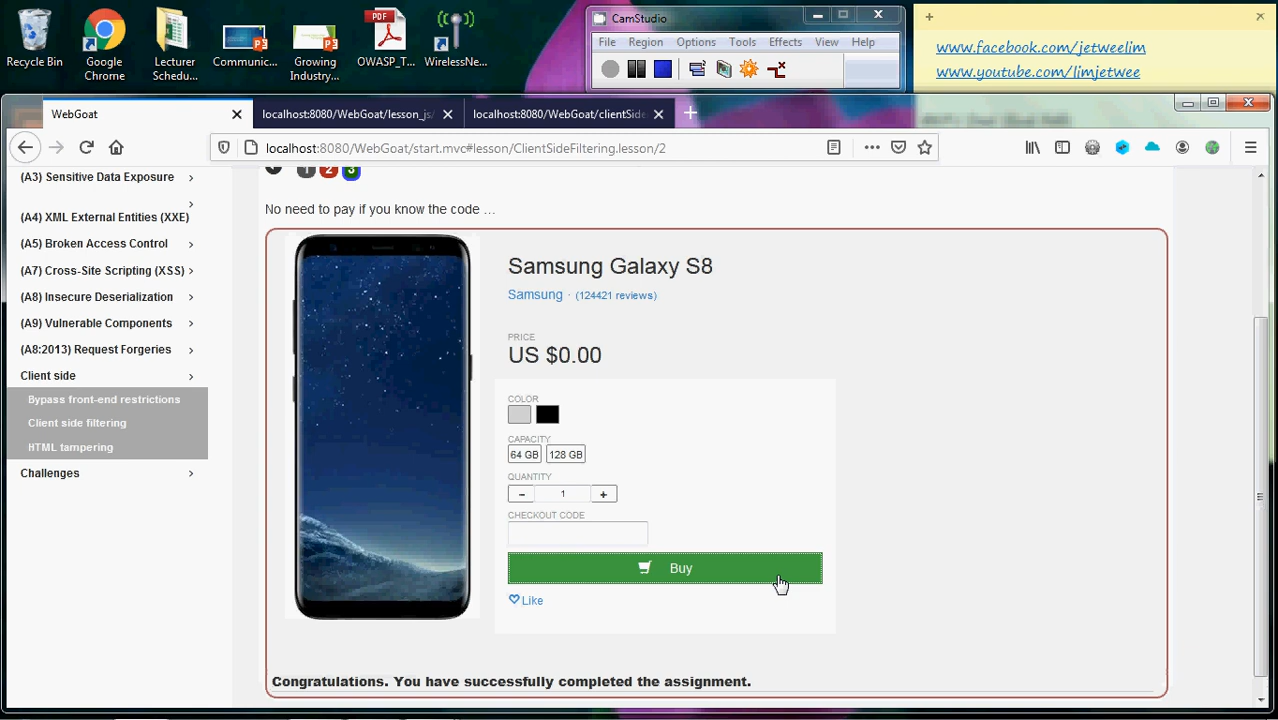 Recycle Bin
Google Chrome
Lecturer Schedu...
Communic...
Growing Industry...
PDF
OWASP_T...
WirelessNe...
CamStudio
File Region Options Tools Effects View Help
www.facebook.com/jetweelim
www.youtube.com/limjetwee
WebGoat
localhost:8080/WebGoat/lesson_js/
localhost:8080/WebGoat/clientSide
localhost:8080/WebGoat/start.mvc#lesson/ClientSideFiltering.lesson/2
(A3) Sensitive Data Exposure
(A4) XML External Entities (XXE)
(A5) Broken Access Control
(A7) Cross-Site Scripting (XSS)
(A8) Insecure Deserialization
(A9) Vulnerable Components
(A8:2013) Request Forgeries
Client side
Bypass front-end restrictions
Client side filtering
HTML tampering
Challenges
1 2 3
No need to pay if you know the code ...
Samsung Galaxy S8
Samsung · (124421 reviews)
PRICE
US $0.00
COLOR
CAPACITY
64 GB 128 GB
QUANTITY
- 1 +
CHECKOUT CODE
Buy
Like
Congratulations. You have successfully completed the assignment.